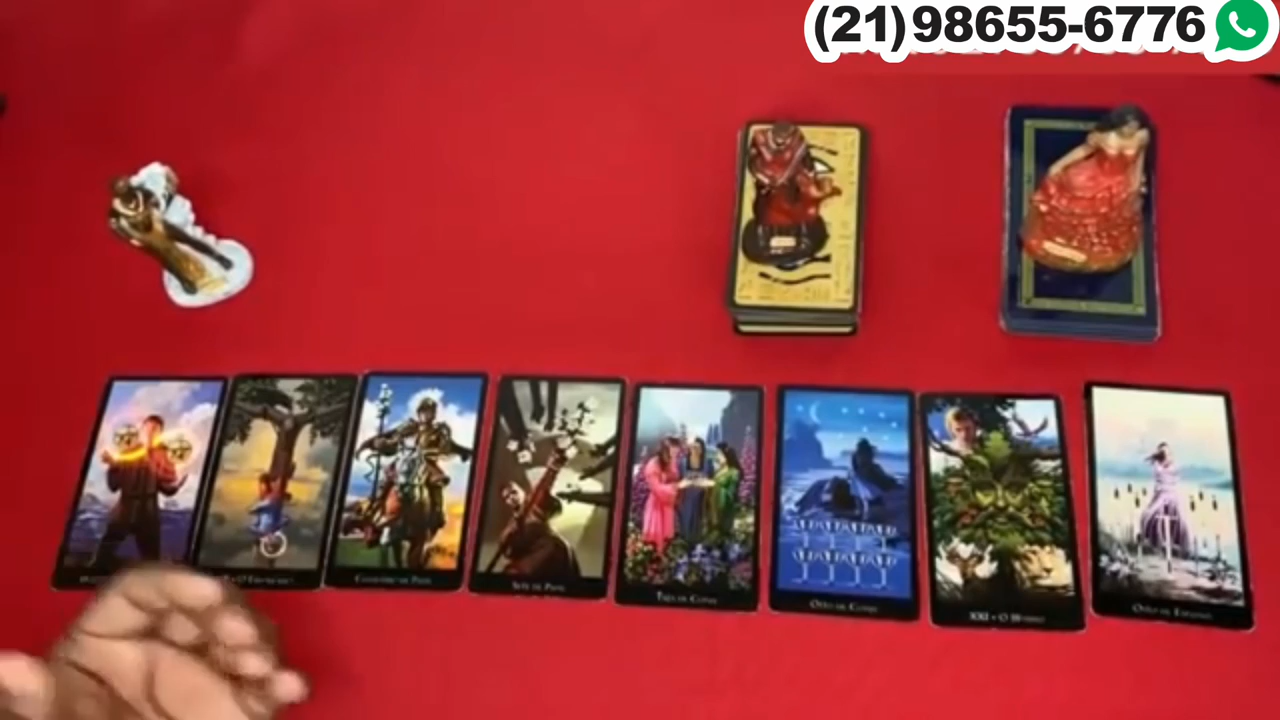 (21)98655-6776
CAVALEIRO DE PAUS
SETE DE PAUS
TRÊS DE COPAS
OITO DE COPAS
XXI • O MUNDO
OITO DE ESPADAS